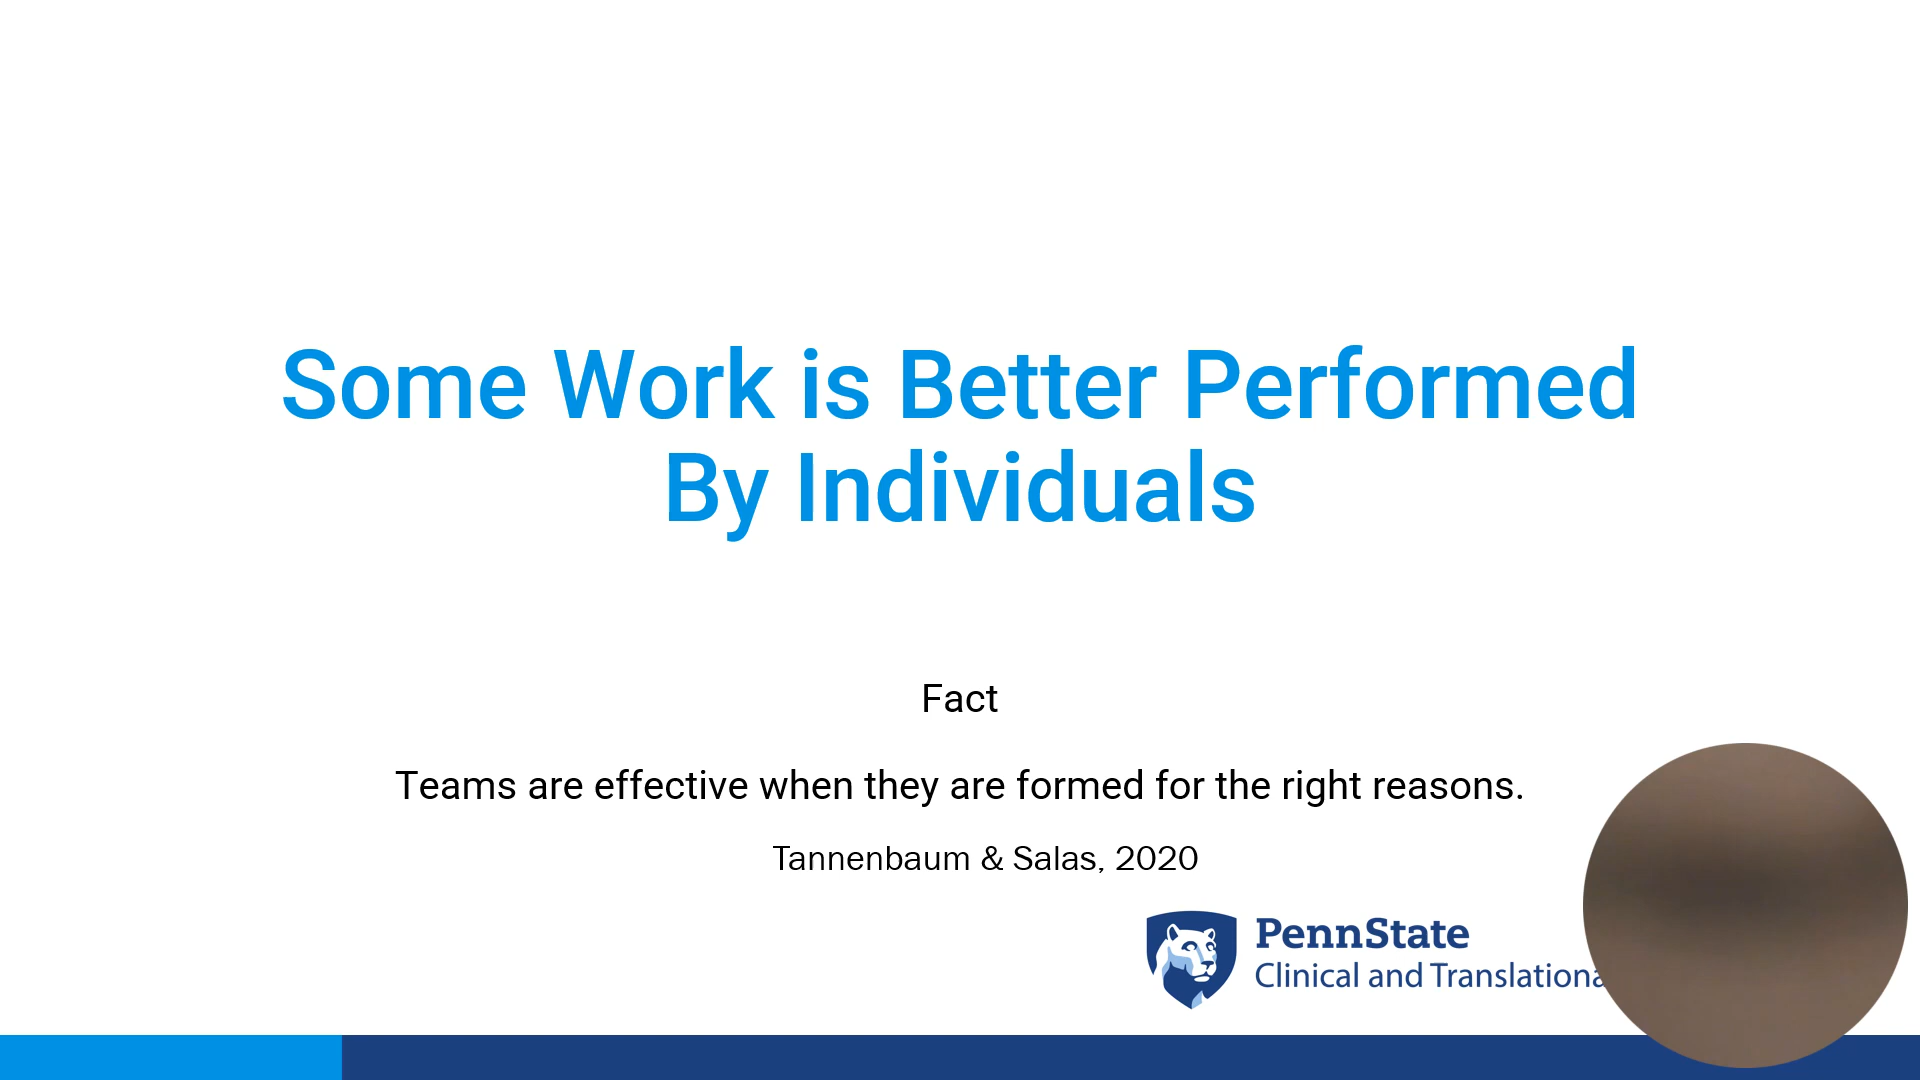 Some Work is Better Performed
By Individuals
Fact
Teams are effective when they are formed for the right reasons.
Tannenbaum & Salas, 2020
PennState
Clinical and